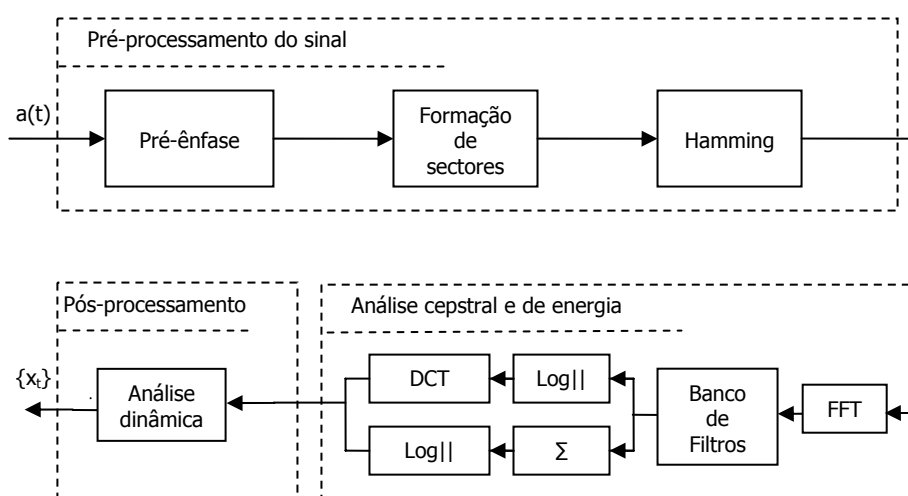 Pré-processamento do sinal
a(t)
Pré-ênfase
Formação
de
sectores
Hamming
Pós-processamento
Análise cepstral e de energia
{xₜ}
Análise
dinâmica
DCT
Log||
Log||
Σ
Banco
de
Filtros
FFT